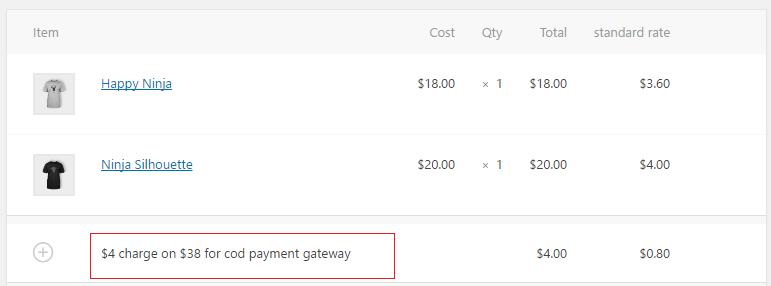 Item Cost Qty Total standard rate
Happy Ninja $18.00 × 1 $18.00 $3.60
Ninja Silhouette $20.00 × 1 $20.00 $4.00
$4 charge on $38 for cod payment gateway $4.00 $0.80